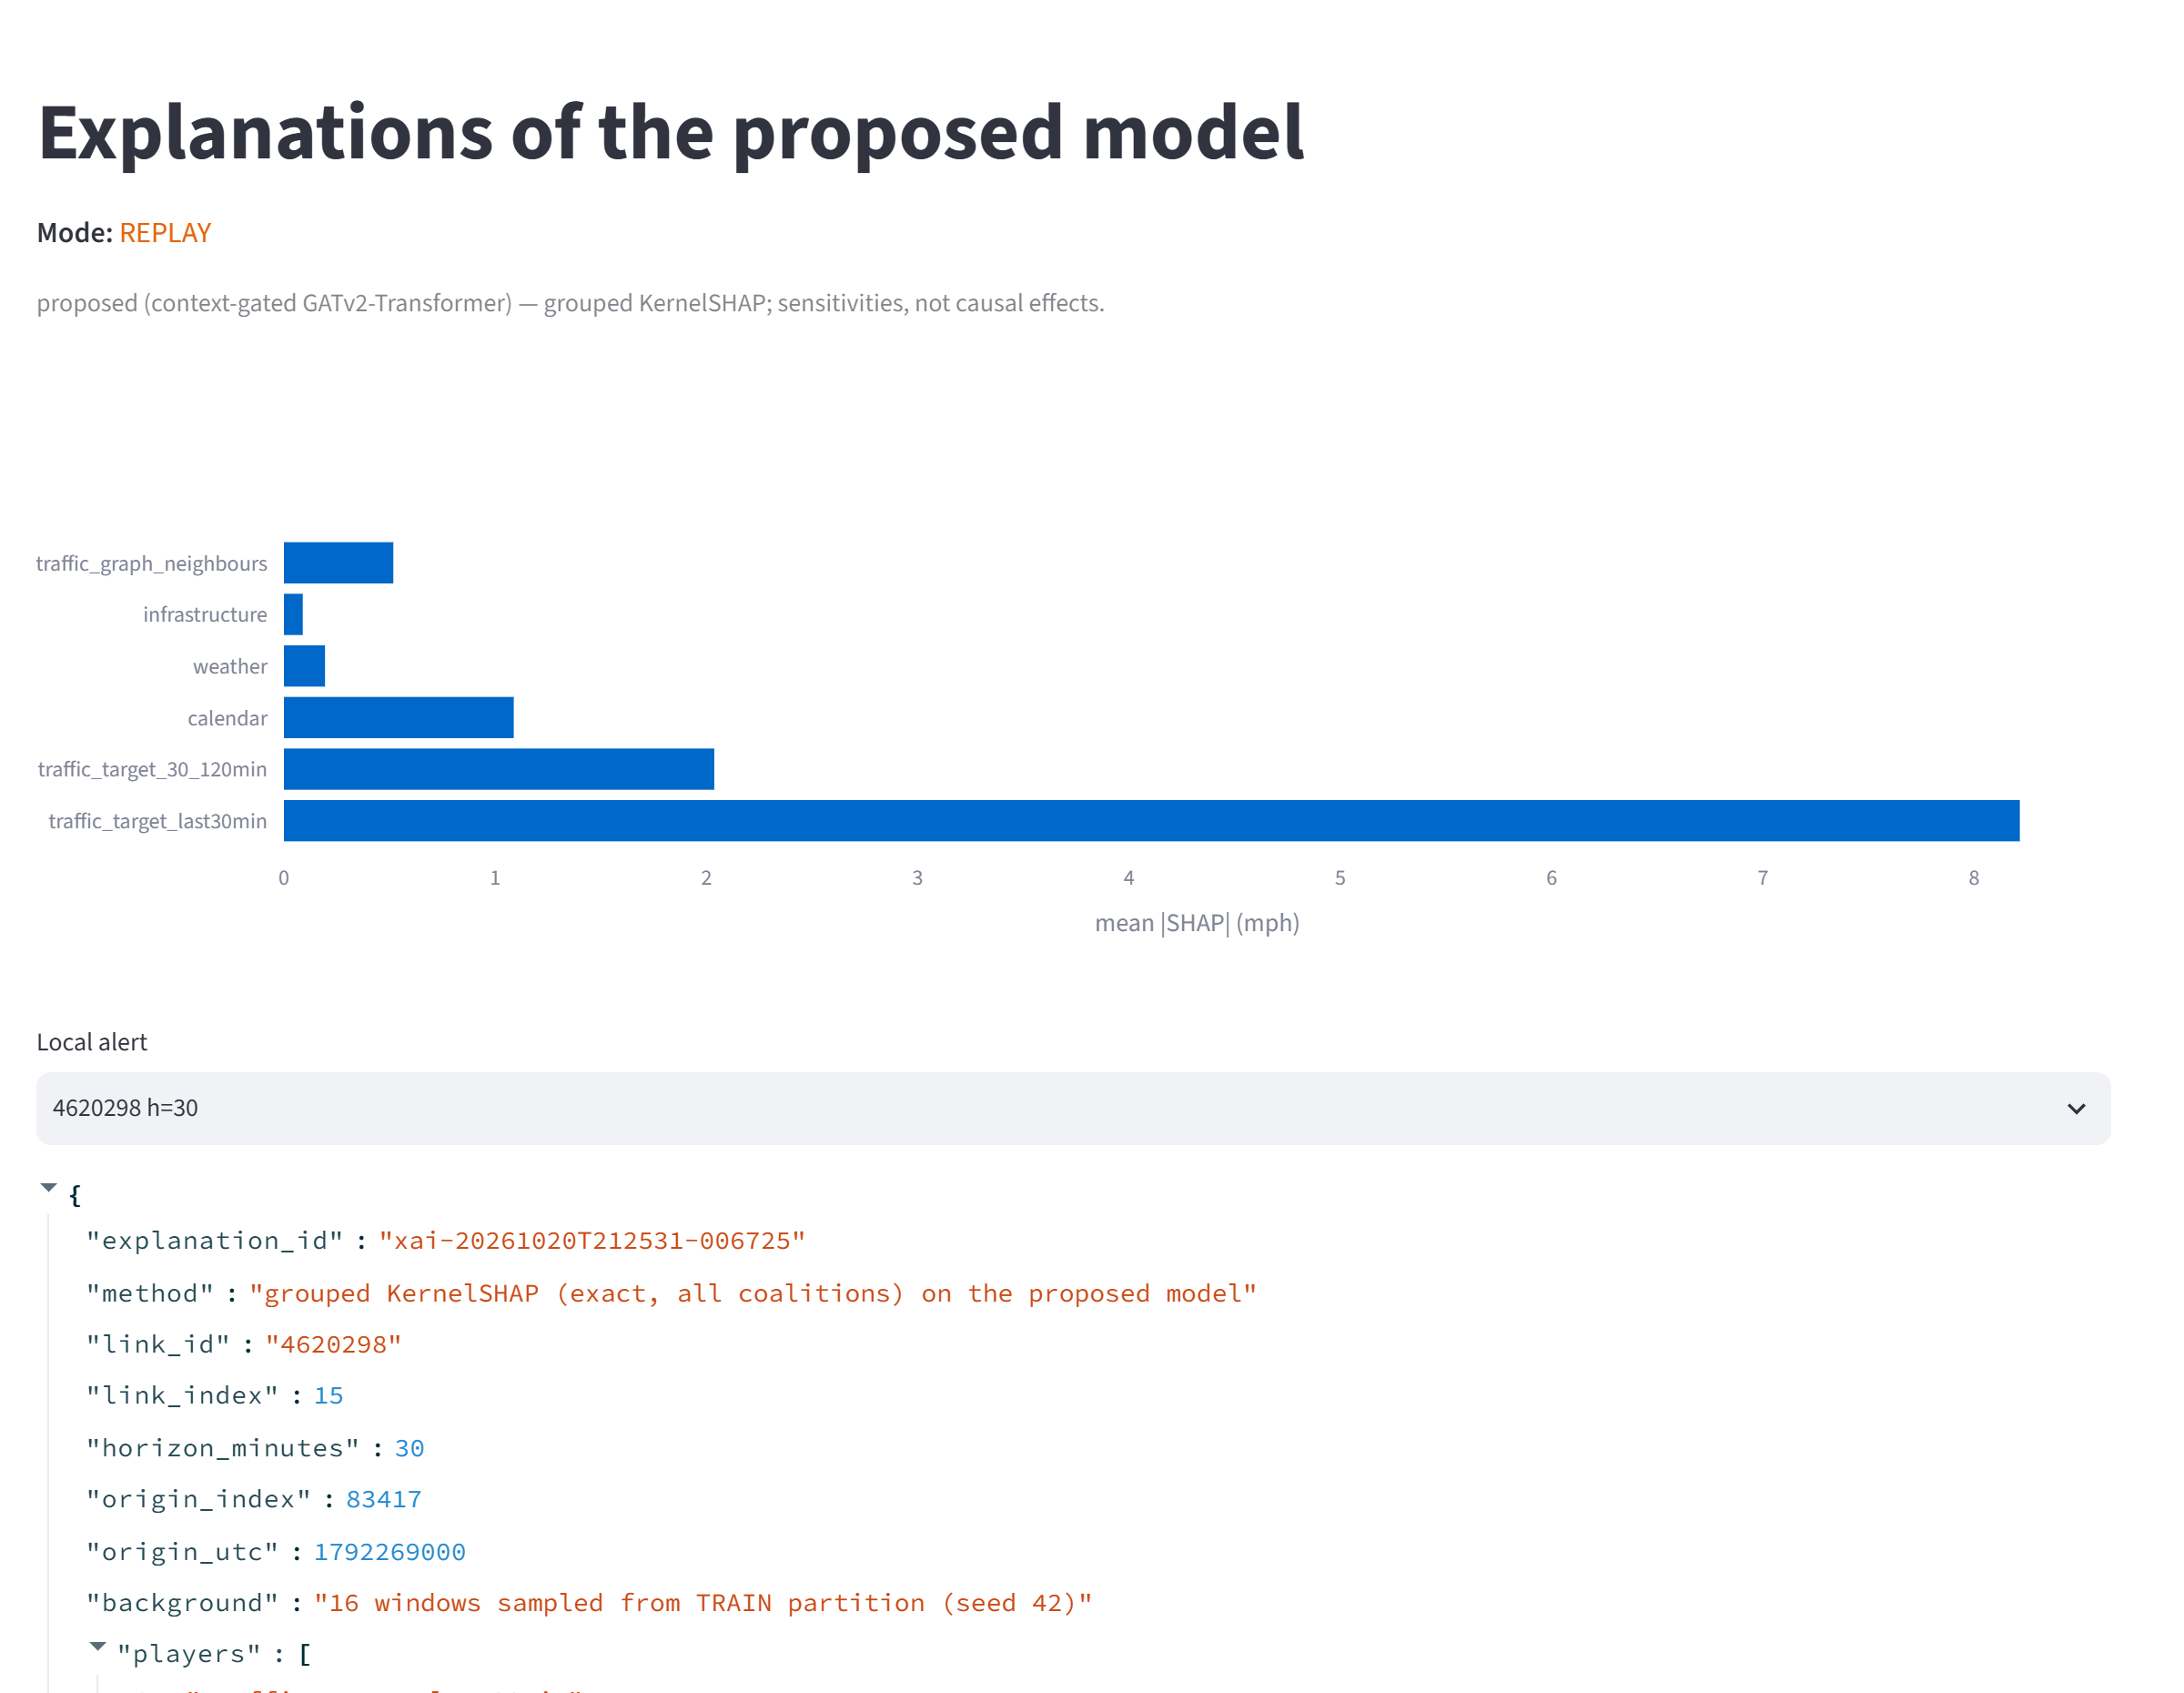 Explanations of the proposed model
Mode: REPLAY
proposed (context-gated GATv2-Transformer) — grouped KernelSHAP; sensitivities, not causal effects.
traffic_graph_neighbours
infrastructure
weather
calendar
traffic_target_30_120min
traffic_target_last30min
0 1 2 3 4 5 6 7 8
mean |SHAP| (mph)
Local alert
4620298 h=30
{
"explanation_id" : "xai-20261020T212531-006725"
"method" : "grouped KernelSHAP (exact, all coalitions) on the proposed model"
"link_id" : "4620298"
"link_index" : 15
"horizon_minutes" : 30
"origin_index" : 83417
"origin_utc" : 1792269000
"background" : "16 windows sampled from TRAIN partition (seed 42)"
"players" : [